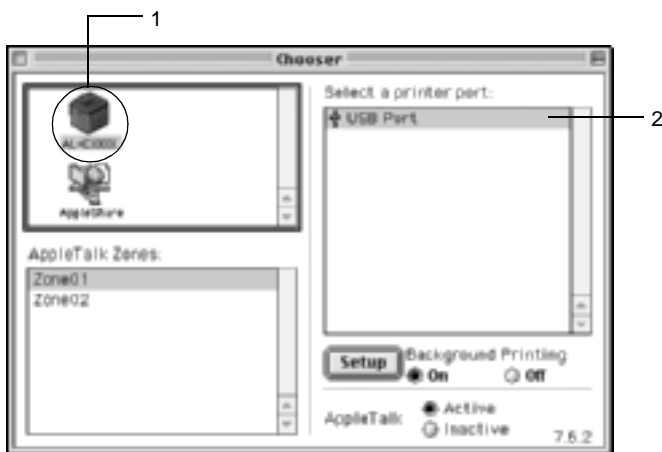 1
Chooser
Select a printer port:
USB Port
2
AppleShare
AppleTalk Zones:
Zone01
Zone02
Setup
Background Printing
On Off
AppleTalk
Active
Inactive
7.6.2